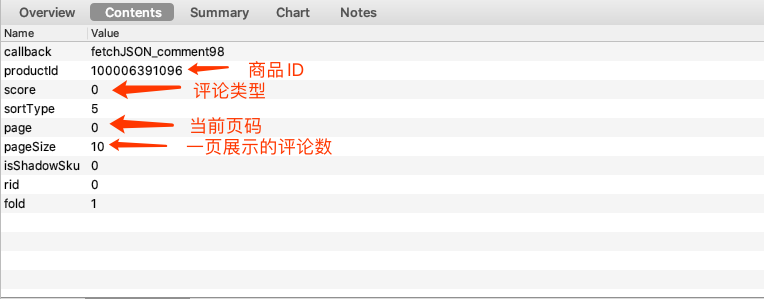 Overview Contents Summary Chart Notes
Name Value
callback fetchJSON_comment98
productId 100006391096 商品ID
score 0 评论类型
sortType 5
page 0 当前页码
pageSize 10 一页展示的评论数
isShadowSku 0
rid 0
fold 1